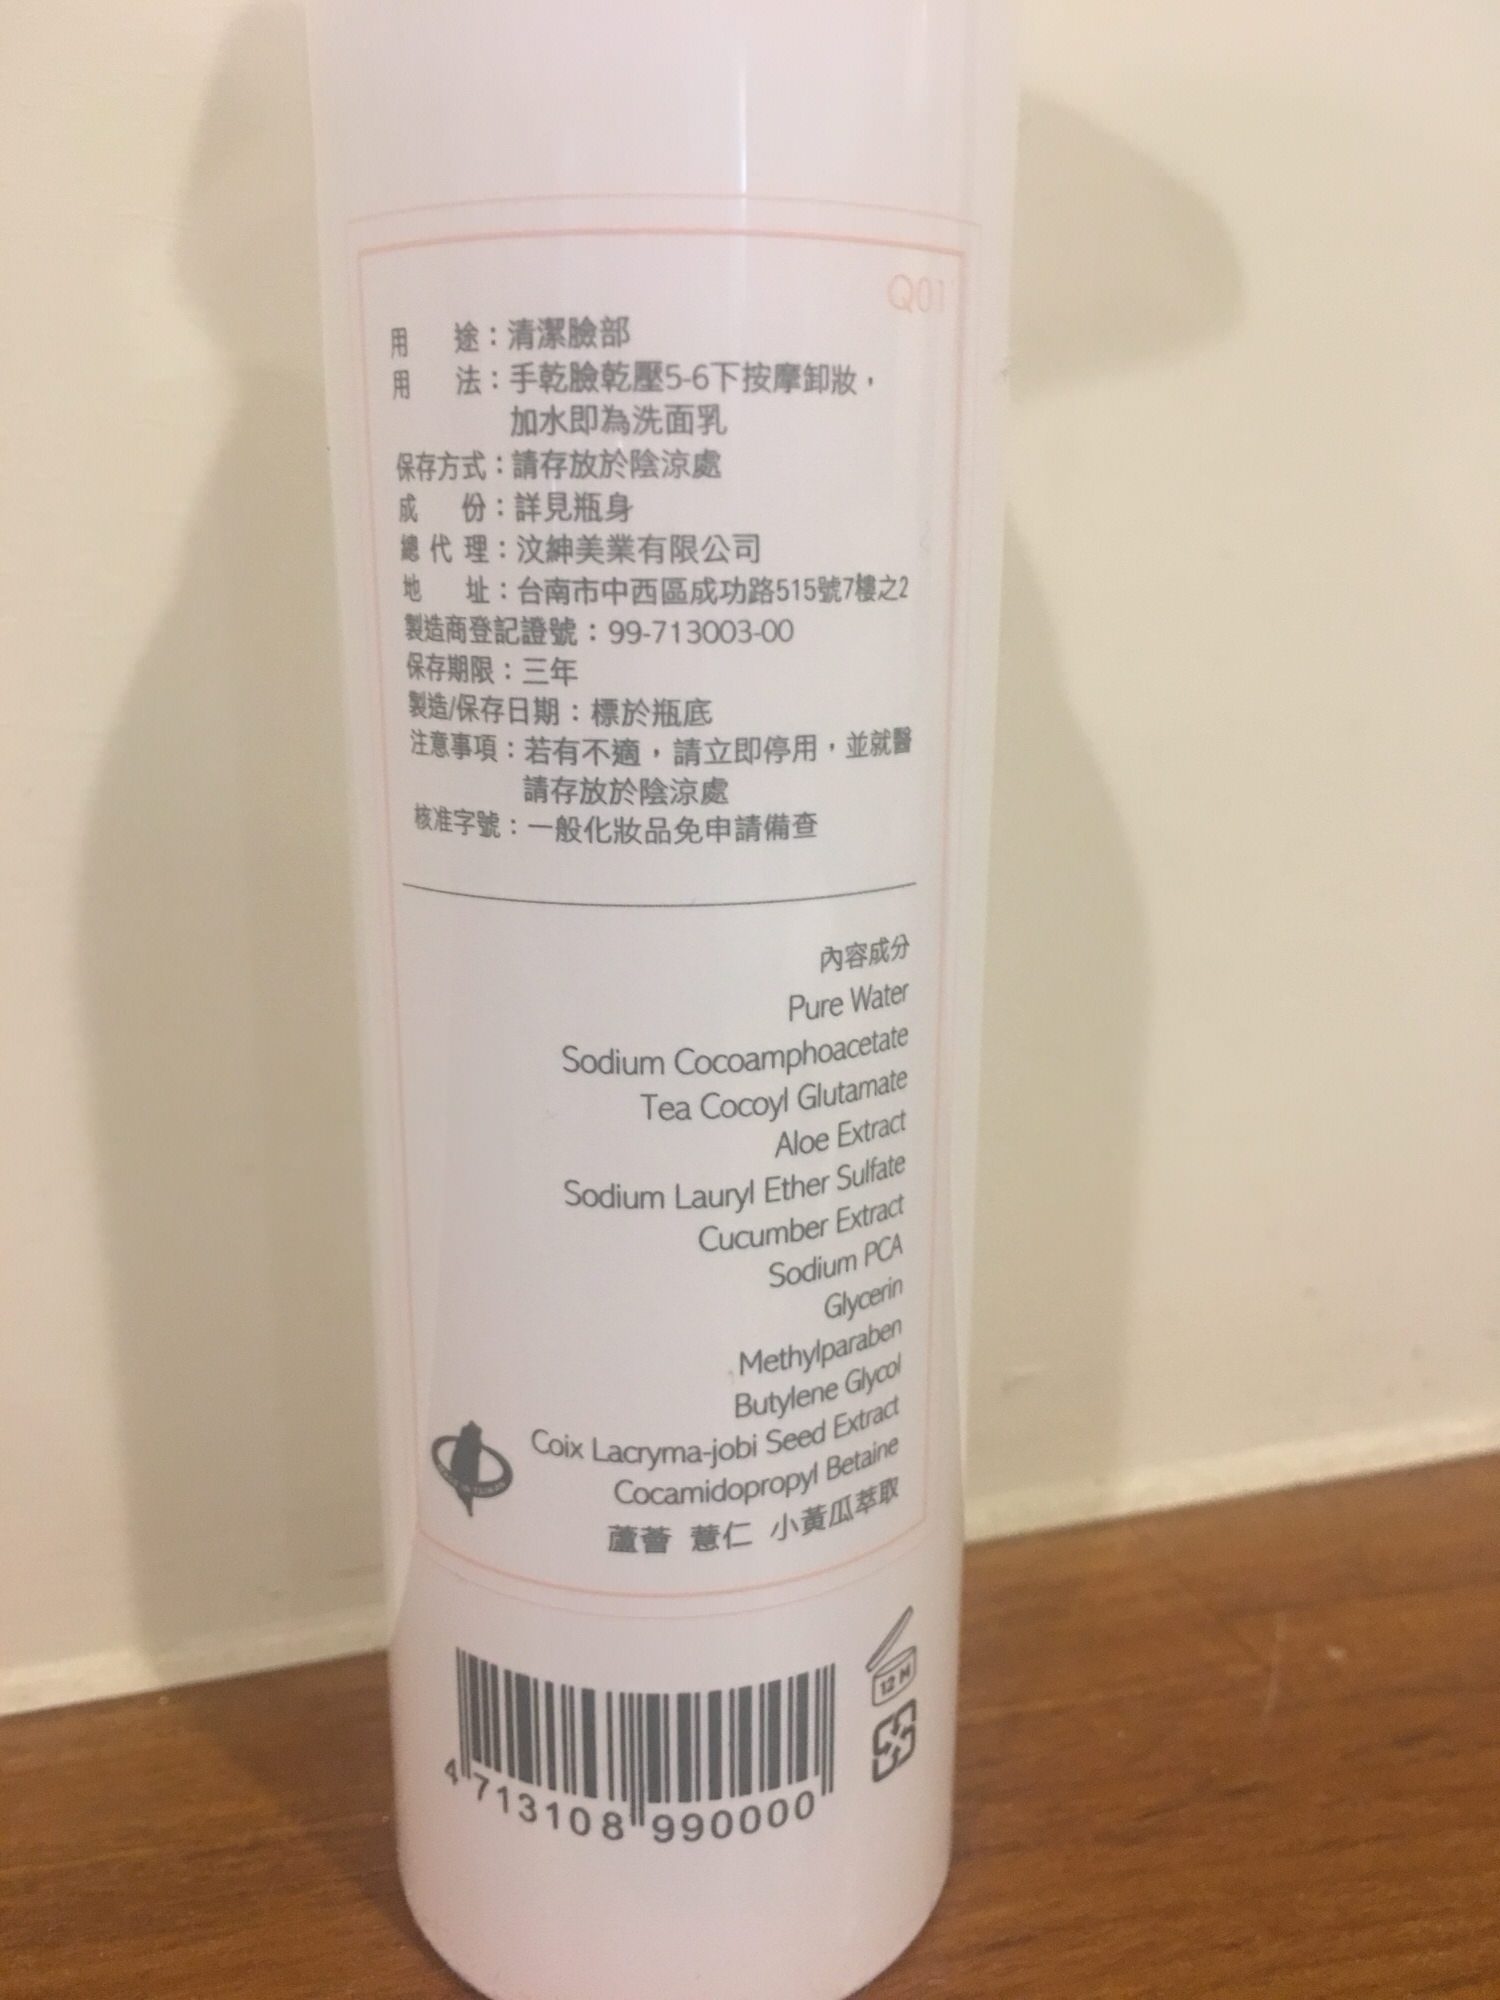 Q01
用 途：清潔臉部
用 法：手乾臉乾壓5-6下按摩卸妝，
加水即為洗面乳
保存方式：請存放於陰涼處
成 份：詳見瓶身
總代理：汶紳美業有限公司
地 址：台南市中西區成功路515號7樓之2
製造商登記證號：99-713003-00
保存期限：三年
製造/保存日期：標於瓶底
注意事項：若有不適，請立即停用，並就醫
請存放於陰涼處
核准字號：一般化妝品免申請備查
內容成分
Pure Water
Sodium Cocoamphoacetate
Tea Cocoyl Glutamate
Aloe Extract
Sodium Lauryl Ether Sulfate
Cucumber Extract
Sodium PCA
Glycerin
Methylparaben
Butylene Glycol
Coix Lacryma-jobi Seed Extract
Cocamidopropyl Betaine
蘆薈 薏仁 小黃瓜萃取
12 M
4 713108 990000